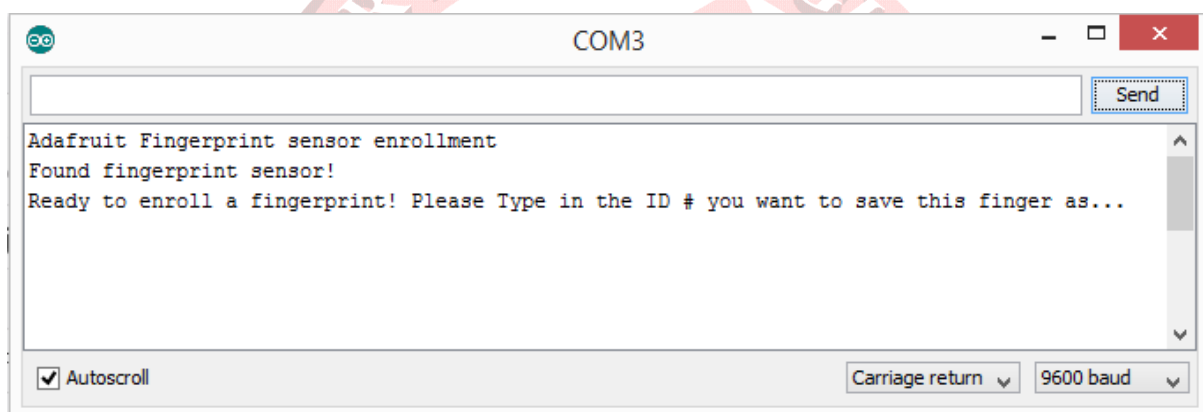 COM3
Send
Adafruit Fingerprint sensor enrollment
Found fingerprint sensor!
Ready to enroll a fingerprint! Please Type in the ID # you want to save this finger as...
Autoscroll
Carriage return
9600 baud